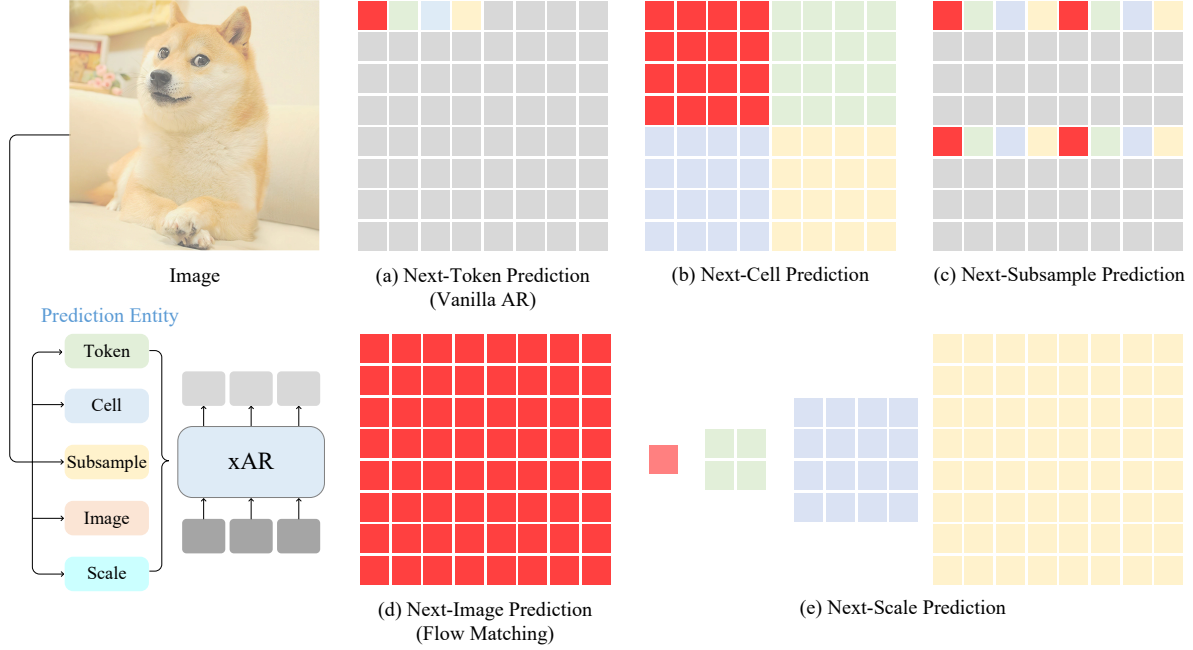 Image
(a) Next-Token Prediction
(Vanilla AR)
(b) Next-Cell Prediction
(c) Next-Subsample Prediction
Prediction Entity
Token
Cell
Subsample
Image
Scale
xAR
(d) Next-Image Prediction
(Flow Matching)
(e) Next-Scale Prediction